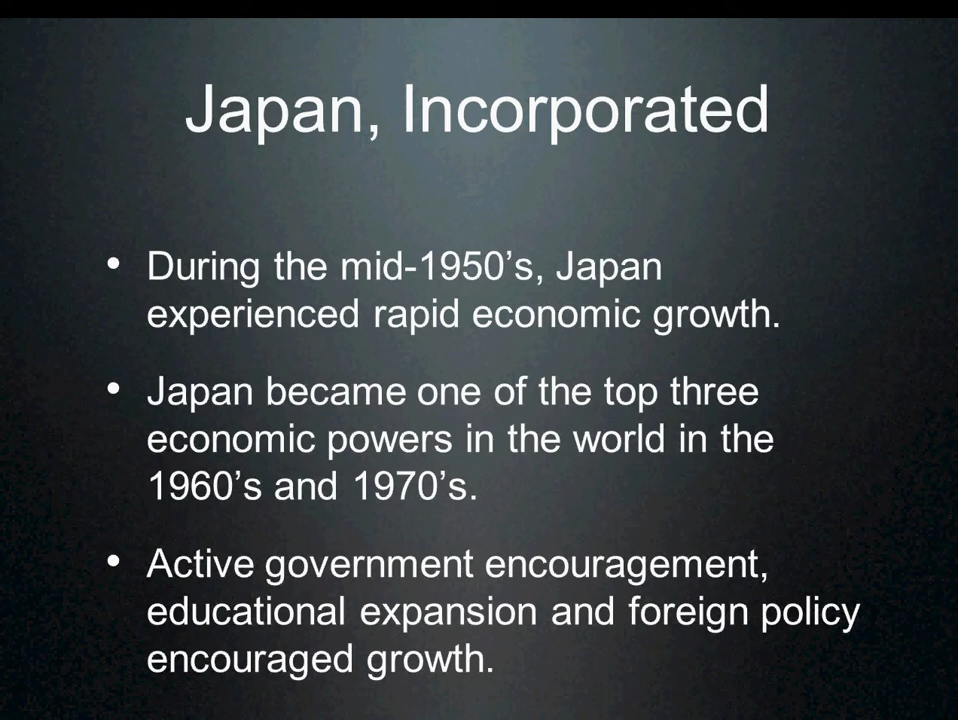 Japan, Incorporated
• During the mid-1950’s, Japan
experienced rapid economic growth.
• Japan became one of the top three
economic powers in the world in the
1960’s and 1970’s.
• Active government encouragement,
educational expansion and foreign policy
encouraged growth.